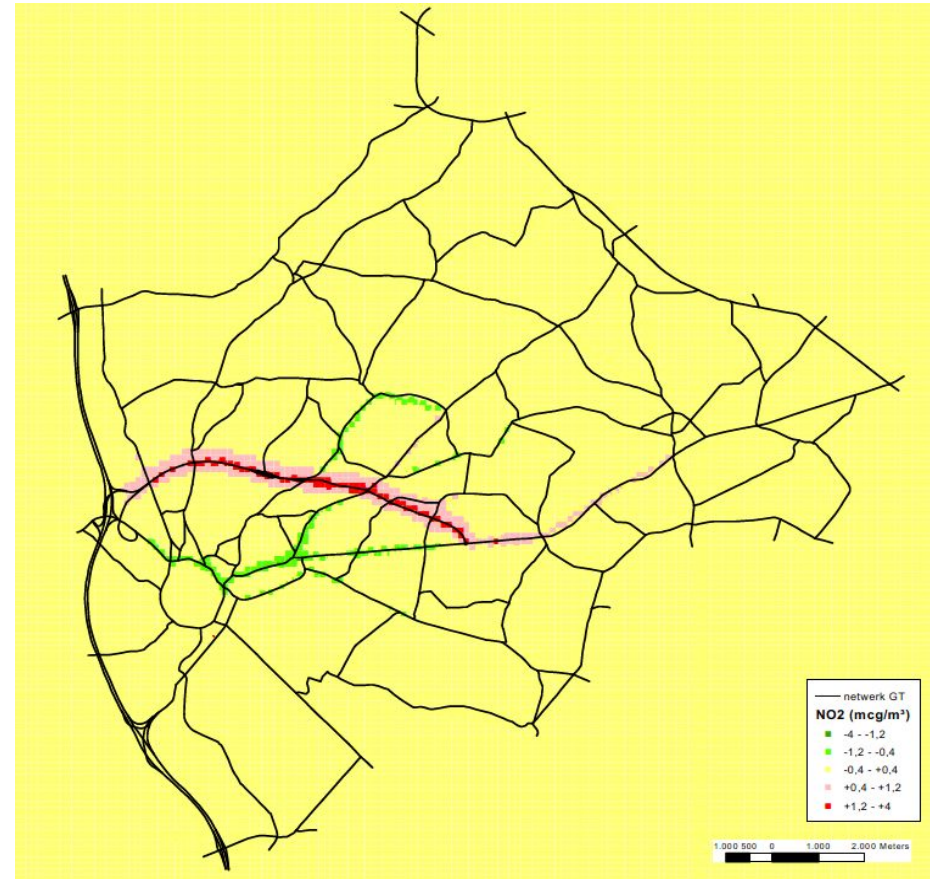 netwerk GT
NO2 (mcg/m³)
-4 - -1,2
-1,2 - -0,4
-0,4 - +0,4
+0,4 - +1,2
+1,2 - +4
1.000 500 0 1.000 2.000 Meters